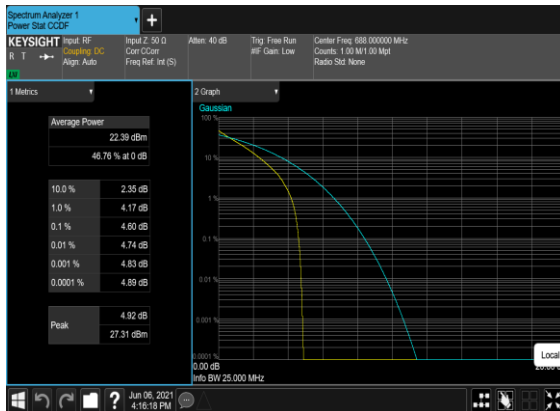 Spectrum Analyzer 1
Power Stat CCDF
KEYSIGHT
R T
Input: RF
Coupling: DC
Align: Auto
Input Z: 50 Ω
Corr CCorr
Freq Ref: Int (S)
Atten: 40 dB
Trig: Free Run
#IF Gain: Low
Center Freq: 688.000000 MHz
Counts: 1.00 M/1.00 Mpt
Radio Std: None
1 Metrics
Average Power
22.39 dBm
46.76 % at 0 dB
10.0 % 2.35 dB
1.0 % 4.17 dB
0.1 % 4.60 dB
0.01 % 4.74 dB
0.001 % 4.83 dB
0.0001 % 4.89 dB
Peak
4.92 dB
27.31 dBm
2 Graph
Gaussian
100 %
10 %
1 %
0.1 %
0.01 %
0.001 %
0.0001 %
0.00 dB
Info BW 25.000 MHz
Local
Jun 06, 2021
4:16:18 PM